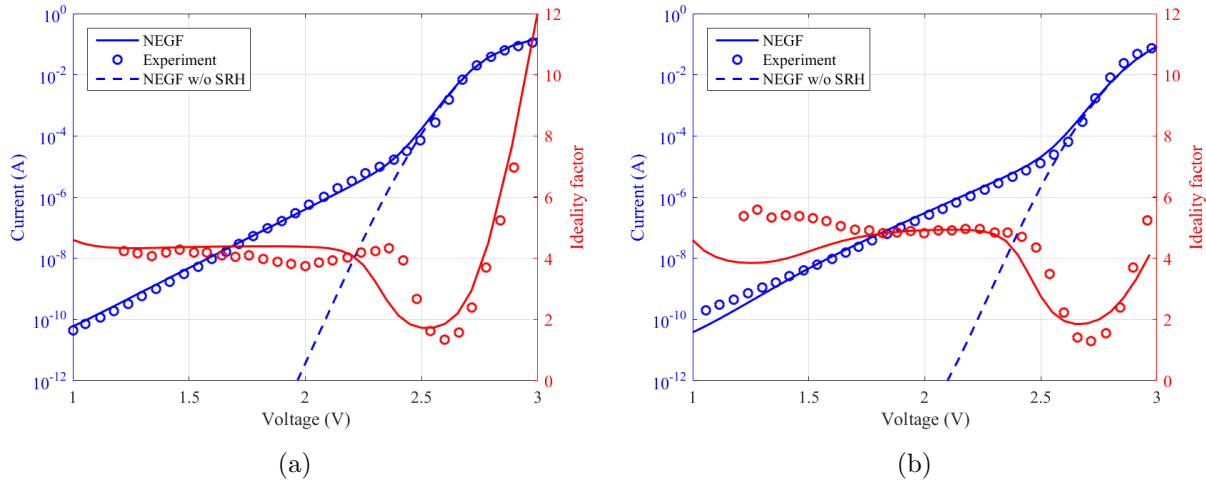 10^0
10^-2
10^-4
10^-6
10^-8
10^-10
10^-12
Current (A)
NEGF
Experiment
NEGF w/o SRH
12
10
8
6
4
2
0
Ideality factor
1
1.5
2
2.5
3
Voltage (V)
(a)
10^0
10^-2
10^-4
10^-6
10^-8
10^-10
10^-12
Current (A)
NEGF
Experiment
NEGF w/o SRH
12
10
8
6
4
2
0
Ideality factor
1
1.5
2
2.5
3
Voltage (V)
(b)